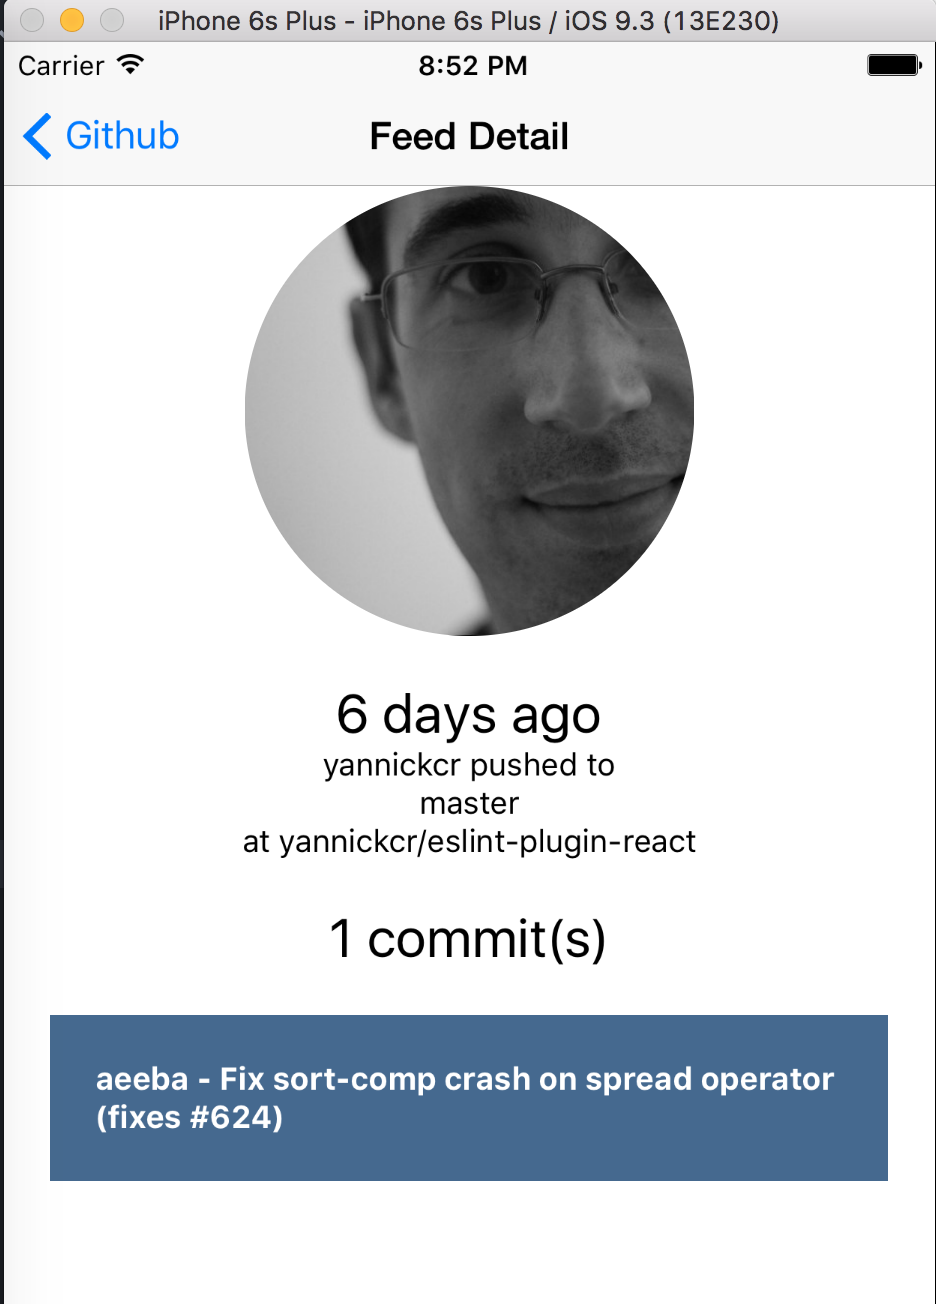 iPhone 6s Plus - iPhone 6s Plus / iOS 9.3 (13E230)
Carrier 8:52 PM
Github Feed Detail
6 days ago
yannickcr pushed to
master
at yannickcr/eslint-plugin-react
1 commit(s)
aeeba - Fix sort-comp crash on spread operator
(fixes #624)